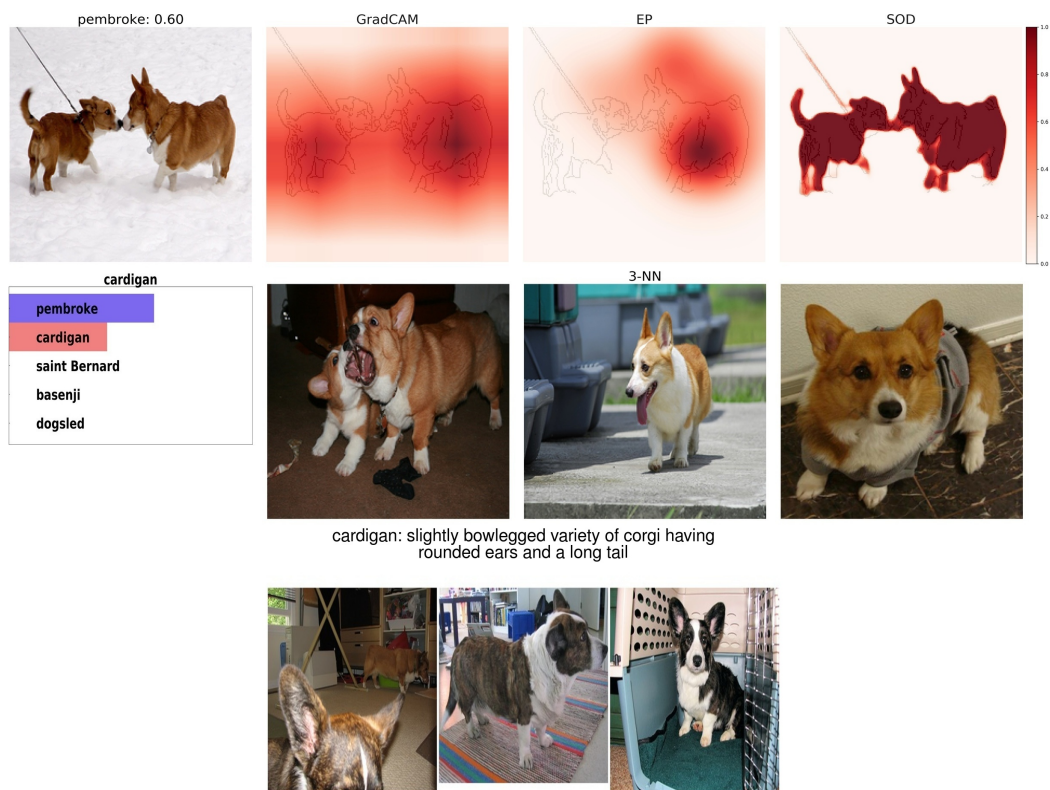 pembroke: 0.60
GradCAM
EP
SOD
1.0
0.8
0.6
0.4
0.2
0.0
cardigan
pembroke
cardigan
saint Bernard
basenji
dogsled
3-NN
cardigan: slightly bowlegged variety of corgi having
rounded ears and a long tail